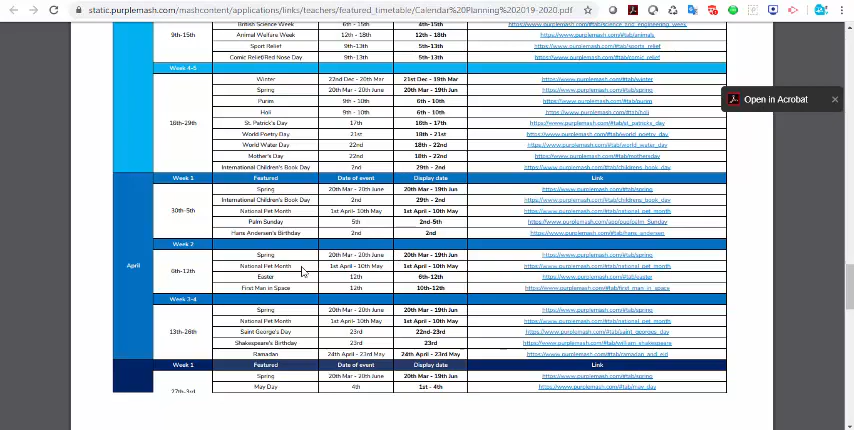 static.purplemash.com/mashcontent/applications/links/teachers/featured_timetable/Calendar%20Planning%202019-2020.pdf
Open in Acrobat
9th-15th
British Science Week 6th - 15th 4th-15th https://www.purplemash.com/#tab/science_and_engineering_week
Animal Welfare Week 12th - 18th 12th - 18th https://www.purplemash.com/#tab/animals
Sport Relief 9th-13th 5th-13th https://www.purplemash.com/#tab/sports_relief
Comic Relief/Red Nose Day 9th-13th 5th-13th https://www.purplemash.com/#tab/comic_relief
Week 4-5
16th-29th
Winter 22nd Dec - 20th Mar 21st Dec - 19th Mar https://www.purplemash.com/#tab/winter
Spring 20th Mar - 20th June 20th Mar - 19th Jun https://www.purplemash.com/#tab/spring
Purim 9th - 10th 6th - 10th https://www.purplemash.com/#tab/purim
Holi 9th - 10th 6th - 10th https://www.purplemash.com/#tab/holi
St. Patrick's Day 17th 16th - 17th https://www.purplemash.com/#tab/st_patricks_day
World Poetry Day 21st 18th - 21st https://www.purplemash.com/#tab/world_poetry_day
World Water Day 22nd 18th - 22nd https://www.purplemash.com/#tab/world_water_day
Mother's Day 22nd 18th - 22nd https://www.purplemash.com/#tab/mothersday
International Children's Book Day 2nd 29th - 2nd https://www.purplemash.com/#tab/childrens_book_day
April
Week 1 Featured Date of event Display date Link
30th-5th
Spring 20th Mar - 20th June 20th Mar - 19th Jun https://www.purplemash.com/#tab/spring
International Children's Book Day 2nd 29th - 2nd https://www.purplemash.com/#tab/childrens_book_day
National Pet Month 1st April - 10th May 1st April - 10th May https://www.purplemash.com/#tab/national_pet_month
Palm Sunday 5th 2nd-5th https://www.purplemash.com/app/pup/Palm_Sunday
Hans Andersen's Birthday 2nd 2nd https://www.purplemash.com/#tab/hans_andersen
Week 2
6th-12th
Spring 20th Mar - 20th June 20th Mar - 19th Jun https://www.purplemash.com/#tab/spring
National Pet Month 1st April - 10th May 1st April - 10th May https://www.purplemash.com/#tab/national_pet_month
Easter 12th 6th-12th https://www.purplemash.com/#tab/easter
First Man in Space 12th 10th-12th https://www.purplemash.com/#tab/first_man_in_space
Week 3-4
13th-26th
Spring 20th Mar - 20th June 20th Mar - 19th Jun https://www.purplemash.com/#tab/spring
National Pet Month 1st April - 10th May 1st April - 10th May https://www.purplemash.com/#tab/national_pet_month
Saint George's Day 23rd 22nd-23rd https://www.purplemash.com/#tab/saint_georges_day
Shakespeare's Birthday 23rd 23rd https://www.purplemash.com/#tab/william_shakespeare
Ramadan 24th April - 23rd May 24th April - 23rd May https://www.purplemash.com/#tab/ramadan_and_eid
Week 1 Featured Date of event Display date Link
27th-3rd
Spring 20th Mar - 20th June 20th Mar - 19th Jun https://www.purplemash.com/#tab/spring
May Day 4th 1st - 4th https://www.purplemash.com/#tab/may_day